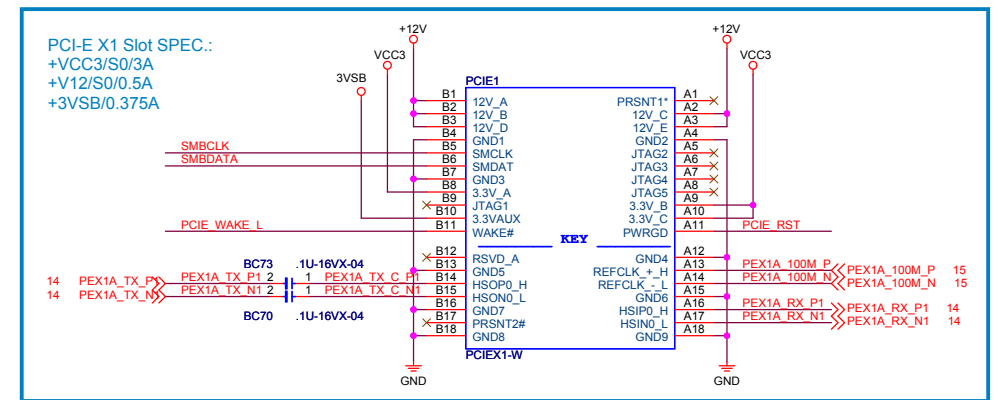 PCI-E X1 Slot SPEC.:
+VCC3/S0/3A
+V12/S0/0.5A
+3VSB/0.375A
+12V
VCC3
3VSB
+12V
VCC3
PCIE1
B1 12V_A PRSNT1* A1
B2 12V_B 12V_C A2
B3 12V_D 12V_E A3
B4 GND1 GND2 A4
SMBCLK B5 SMCLK JTAG2 A5
SMBDATA B6 SMDAT JTAG3 A6
B7 GND3 JTAG4 A7
B8 3.3V_A JTAG5 A8
B9 JTAG1 3.3V_B A9
B10 3.3VAUX 3.3V_C A10
PCIE_WAKE_L B11 WAKE# PWRGD A11 PCIE_RST
KEY
B12 RSVD_A GND4 A12
BC73 .1U-16VX-04 B13 GND5 REFCLK_+_H A13 PEX1A_100M_P PEX1A_100M_P 15
14 PEX1A_TX_P1 PEX1A_TX_P1 2 1 PEX1A_TX_C_P1 B14 HSOP0_H REFCLK_-_L A14 PEX1A_100M_N PEX1A_100M_N 15
14 PEX1A_TX_N1 PEX1A_TX_N1 2 1 PEX1A_TX_C_N1 B15 HSON0_L GND6 A15
B16 GND7 HSIP0_H A16 PEX1A_RX_P1 PEX1A_RX_P1 14
BC70 .1U-16VX-04 B17 PRSNT2# HSIN0_L A17 PEX1A_RX_N1 PEX1A_RX_N1 14
B18 GND8 GND9 A18
PCIEX1-W
GND
GND